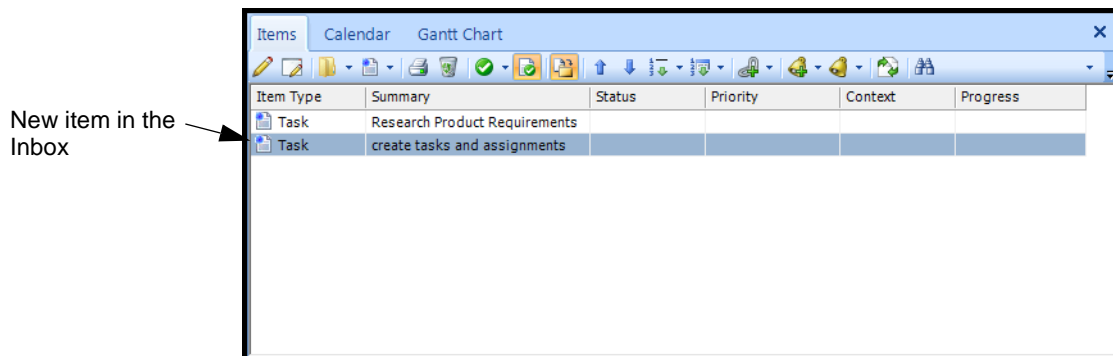 Items Calendar Gantt Chart
Item Type Summary Status Priority Context Progress
New item in the
Inbox
Task Research Product Requirements
Task create tasks and assignments